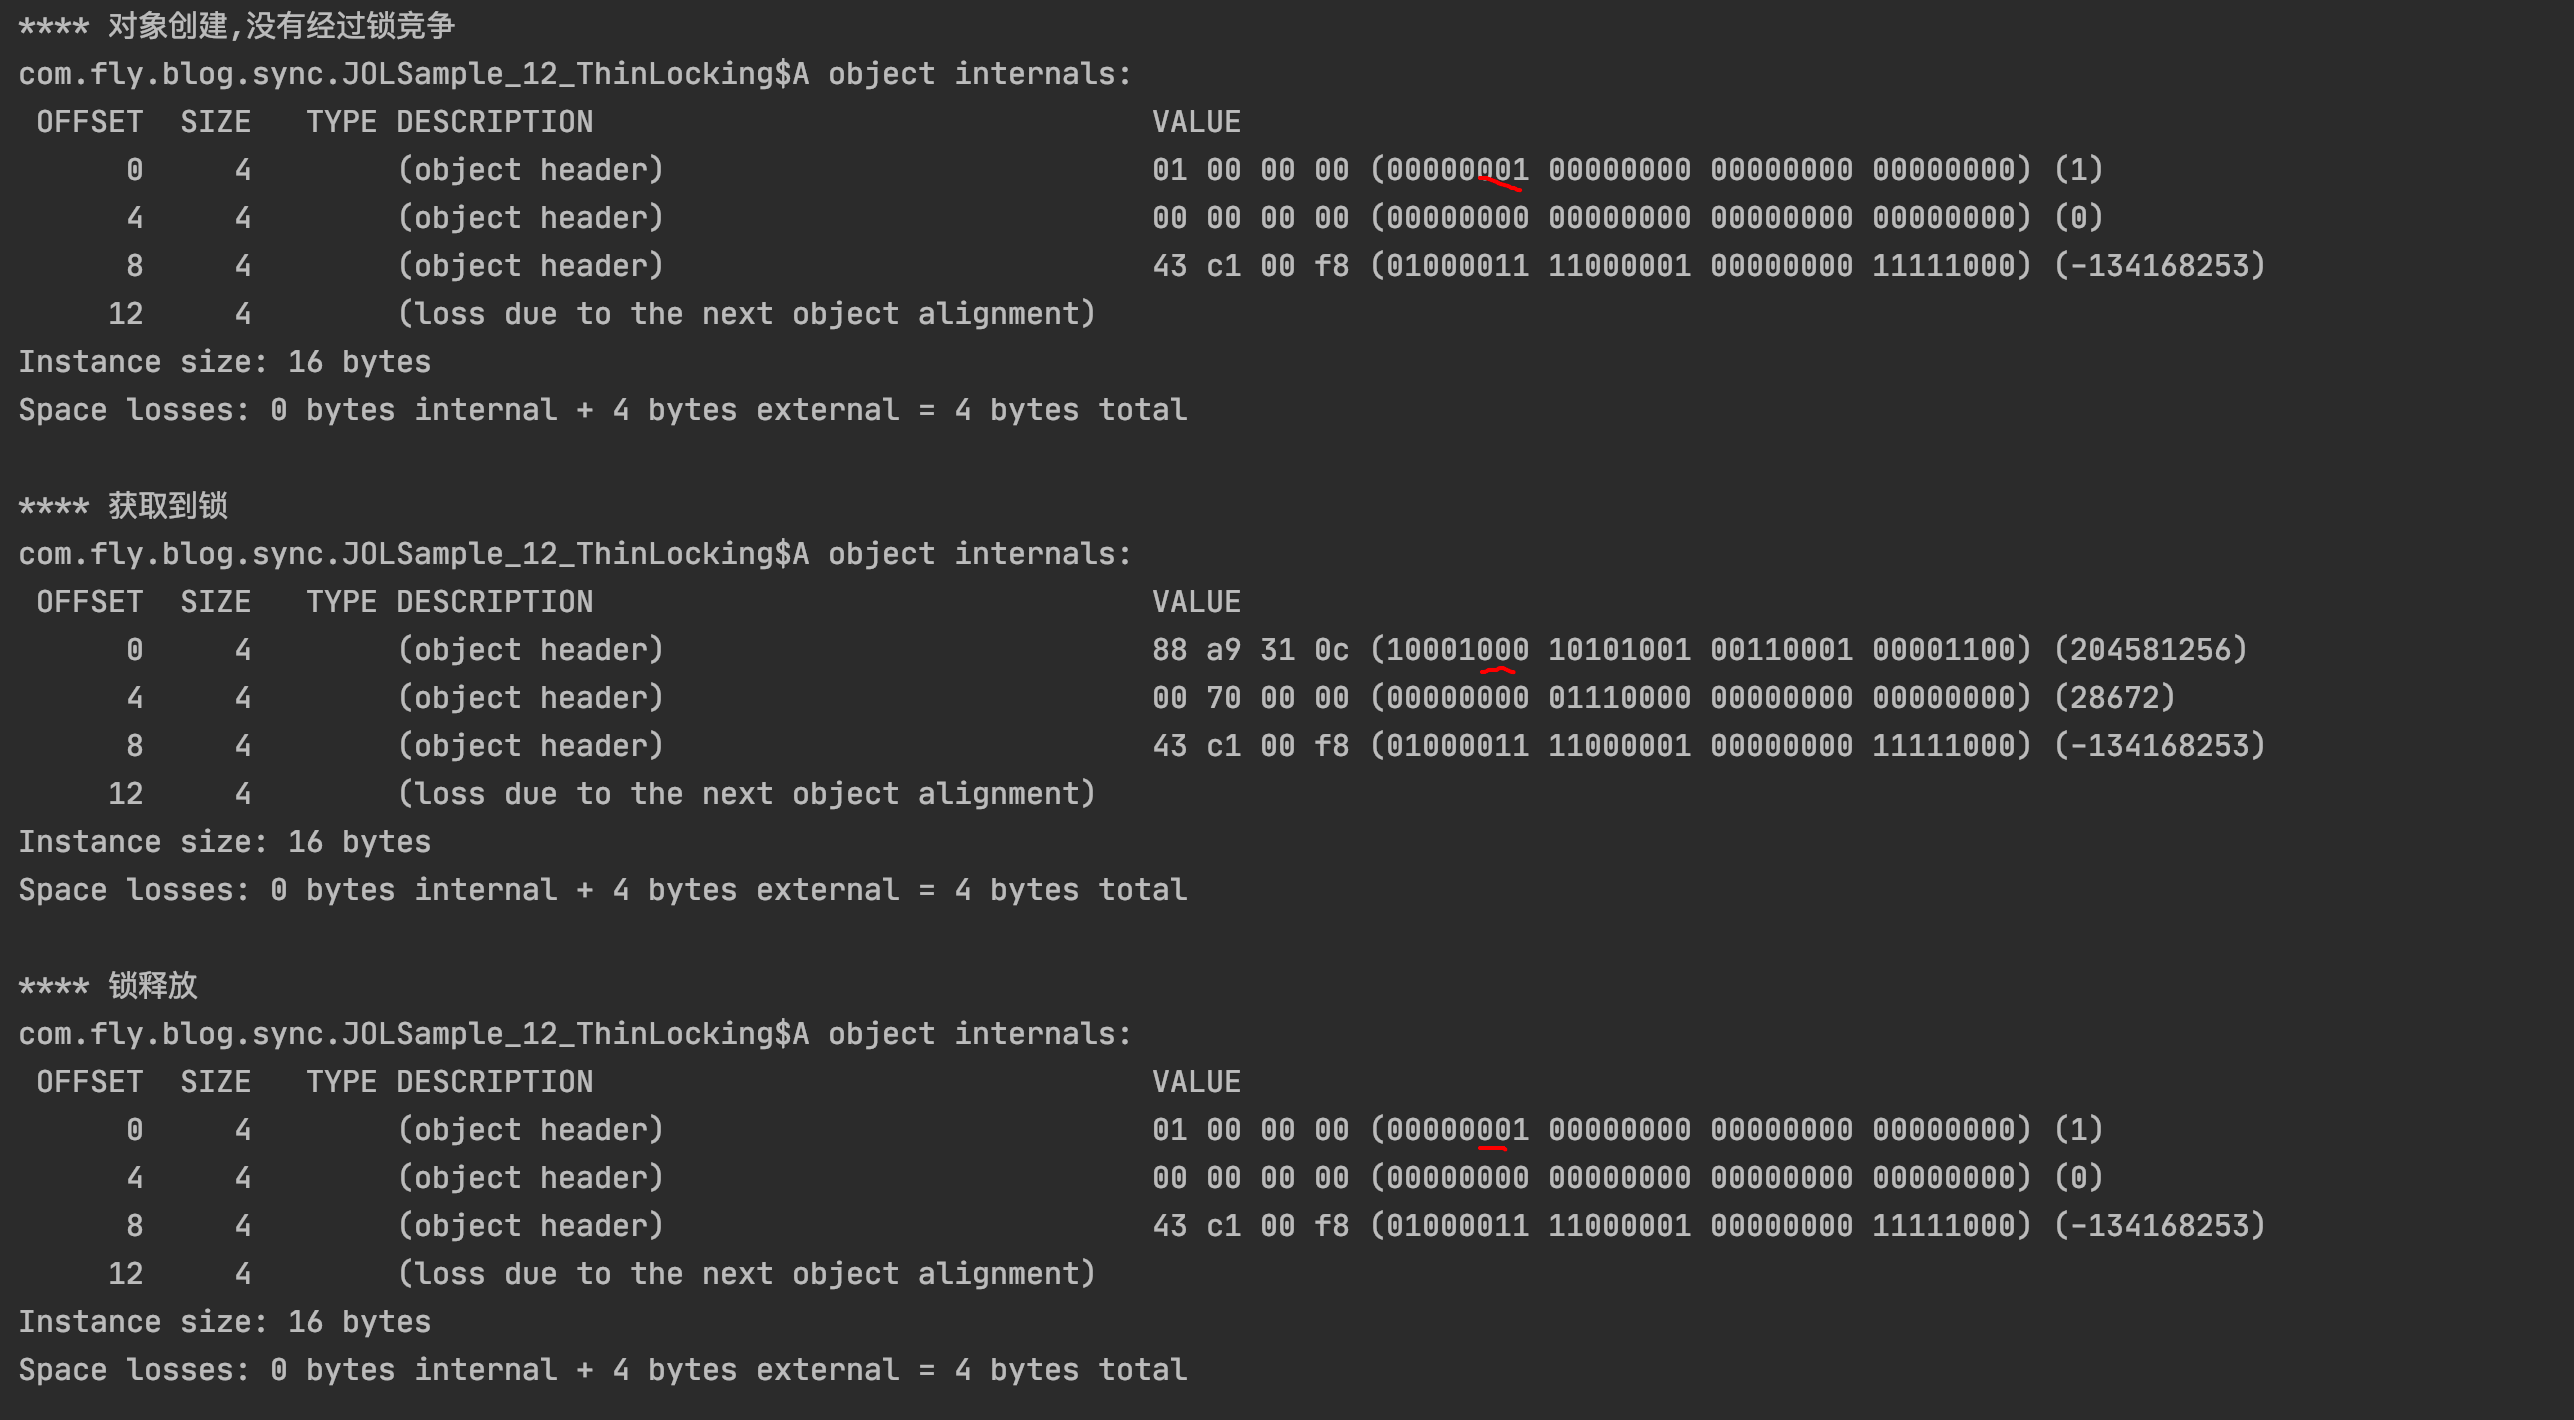 **** 对象创建,没有经过锁竞争
com.fly.blog.sync.JOLSample_12_ThinLocking$A object internals:
OFFSET SIZE TYPE DESCRIPTION VALUE
0 4 (object header) 01 00 00 00 (00000001 00000000 00000000 00000000) (1)
4 4 (object header) 00 00 00 00 (00000000 00000000 00000000 00000000) (0)
8 4 (object header) 43 c1 00 f8 (01000011 11000001 00000000 11111000) (-134168253)
12 4 (loss due to the next object alignment)
Instance size: 16 bytes
Space losses: 0 bytes internal + 4 bytes external = 4 bytes total
**** 获取到锁
com.fly.blog.sync.JOLSample_12_ThinLocking$A object internals:
OFFSET SIZE TYPE DESCRIPTION VALUE
0 4 (object header) 88 a9 31 0c (10001000 10101001 00110001 00001100) (204581256)
4 4 (object header) 00 70 00 00 (00000000 01110000 00000000 00000000) (28672)
8 4 (object header) 43 c1 00 f8 (01000011 11000001 00000000 11111000) (-134168253)
12 4 (loss due to the next object alignment)
Instance size: 16 bytes
Space losses: 0 bytes internal + 4 bytes external = 4 bytes total
**** 锁释放
com.fly.blog.sync.JOLSample_12_ThinLocking$A object internals:
OFFSET SIZE TYPE DESCRIPTION VALUE
0 4 (object header) 01 00 00 00 (00000001 00000000 00000000 00000000) (1)
4 4 (object header) 00 00 00 00 (00000000 00000000 00000000 00000000) (0)
8 4 (object header) 43 c1 00 f8 (01000011 11000001 00000000 11111000) (-134168253)
12 4 (loss due to the next object alignment)
Instance size: 16 bytes
Space losses: 0 bytes internal + 4 bytes external = 4 bytes total